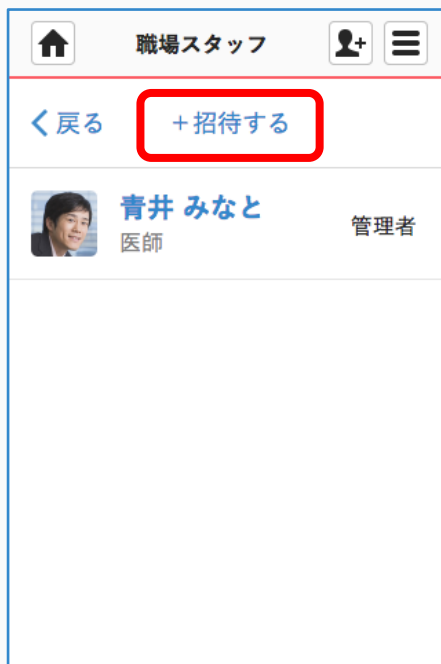 職場スタッフ
戻る
+招待する
青井 みなと
医師
管理者